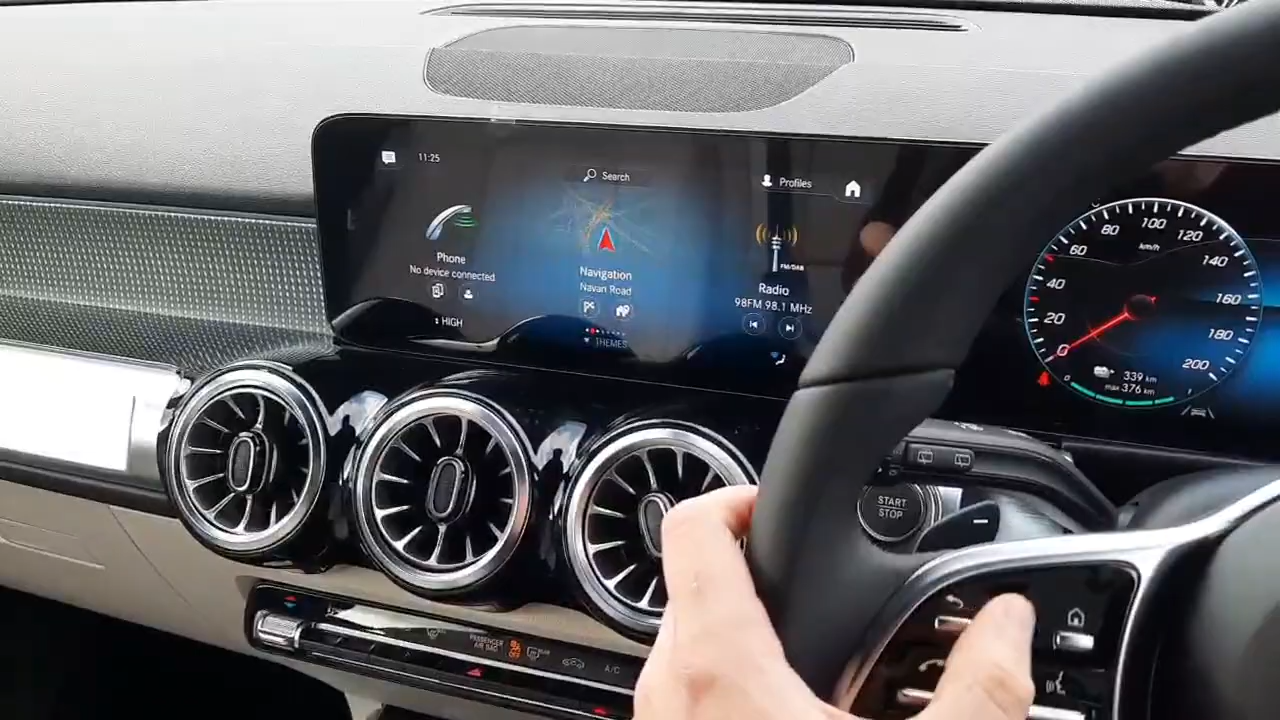 11:25
Search
Profiles
Phone
No device connected
Navigation
Navan Road
FM/DAB
Radio
98FM 98.1 MHz
HIGH
THEMES
0
20
40
60
80
100
120
140
160
180
200
km/h
339 km
max 376 km
START
STOP
PASSENGER
AIR BAG
OFF
REAR
A/C